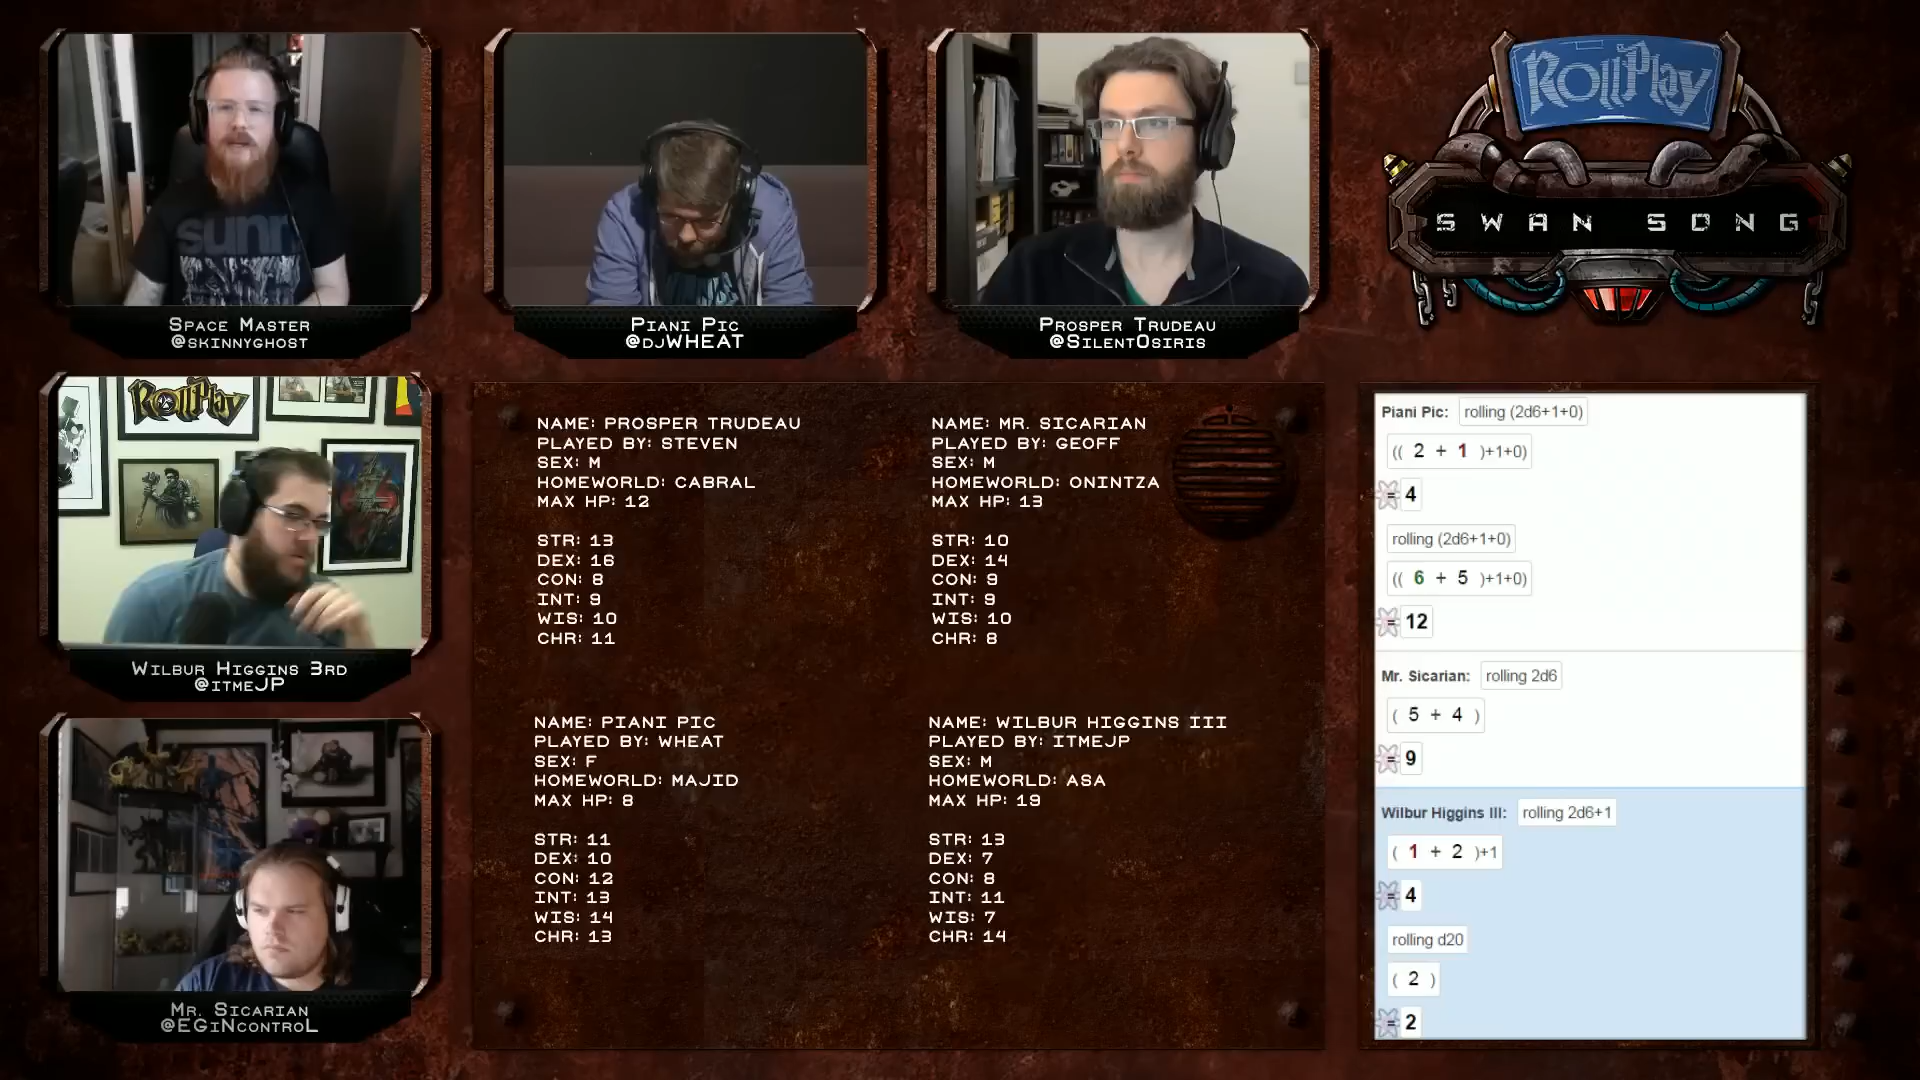 RollPlay
SWAN SONG
sunn
Space Master
@skinnyghost
Piani Pic
@djWHEAT
Prosper Trudeau
@SilentOsiris
RollPlay
Wilbur Higgins 3rd
@itmeJP
Mr. Sicarian
@EGiNcontroL
NAME: PROSPER TRUDEAU
PLAYED BY: STEVEN
SEX: M
HOMEWORLD: CABRAL
MAX HP: 12
STR: 13
DEX: 16
CON: 8
INT: 9
WIS: 10
CHR: 11
NAME: MR. SICARIAN
PLAYED BY: GEOFF
SEX: M
HOMEWORLD: ONINTZA
MAX HP: 13
STR: 10
DEX: 14
CON: 9
INT: 9
WIS: 10
CHR: 8
NAME: PIANI PIC
PLAYED BY: WHEAT
SEX: F
HOMEWORLD: MAJID
MAX HP: 8
STR: 11
DEX: 10
CON: 12
INT: 13
WIS: 14
CHR: 13
NAME: WILBUR HIGGINS III
PLAYED BY: ITMEJP
SEX: M
HOMEWORLD: ASA
MAX HP: 19
STR: 13
DEX: 7
CON: 8
INT: 11
WIS: 7
CHR: 14
Piani Pic: rolling (2d6+1+0)
(( 2 + 1 )+1+0)
= 4
rolling (2d6+1+0)
(( 6 + 5 )+1+0)
= 12
Mr. Sicarian: rolling 2d6
( 5 + 4 )
= 9
Wilbur Higgins III: rolling 2d6+1
( 1 + 2 )+1
= 4
rolling d20
( 2 )
= 2